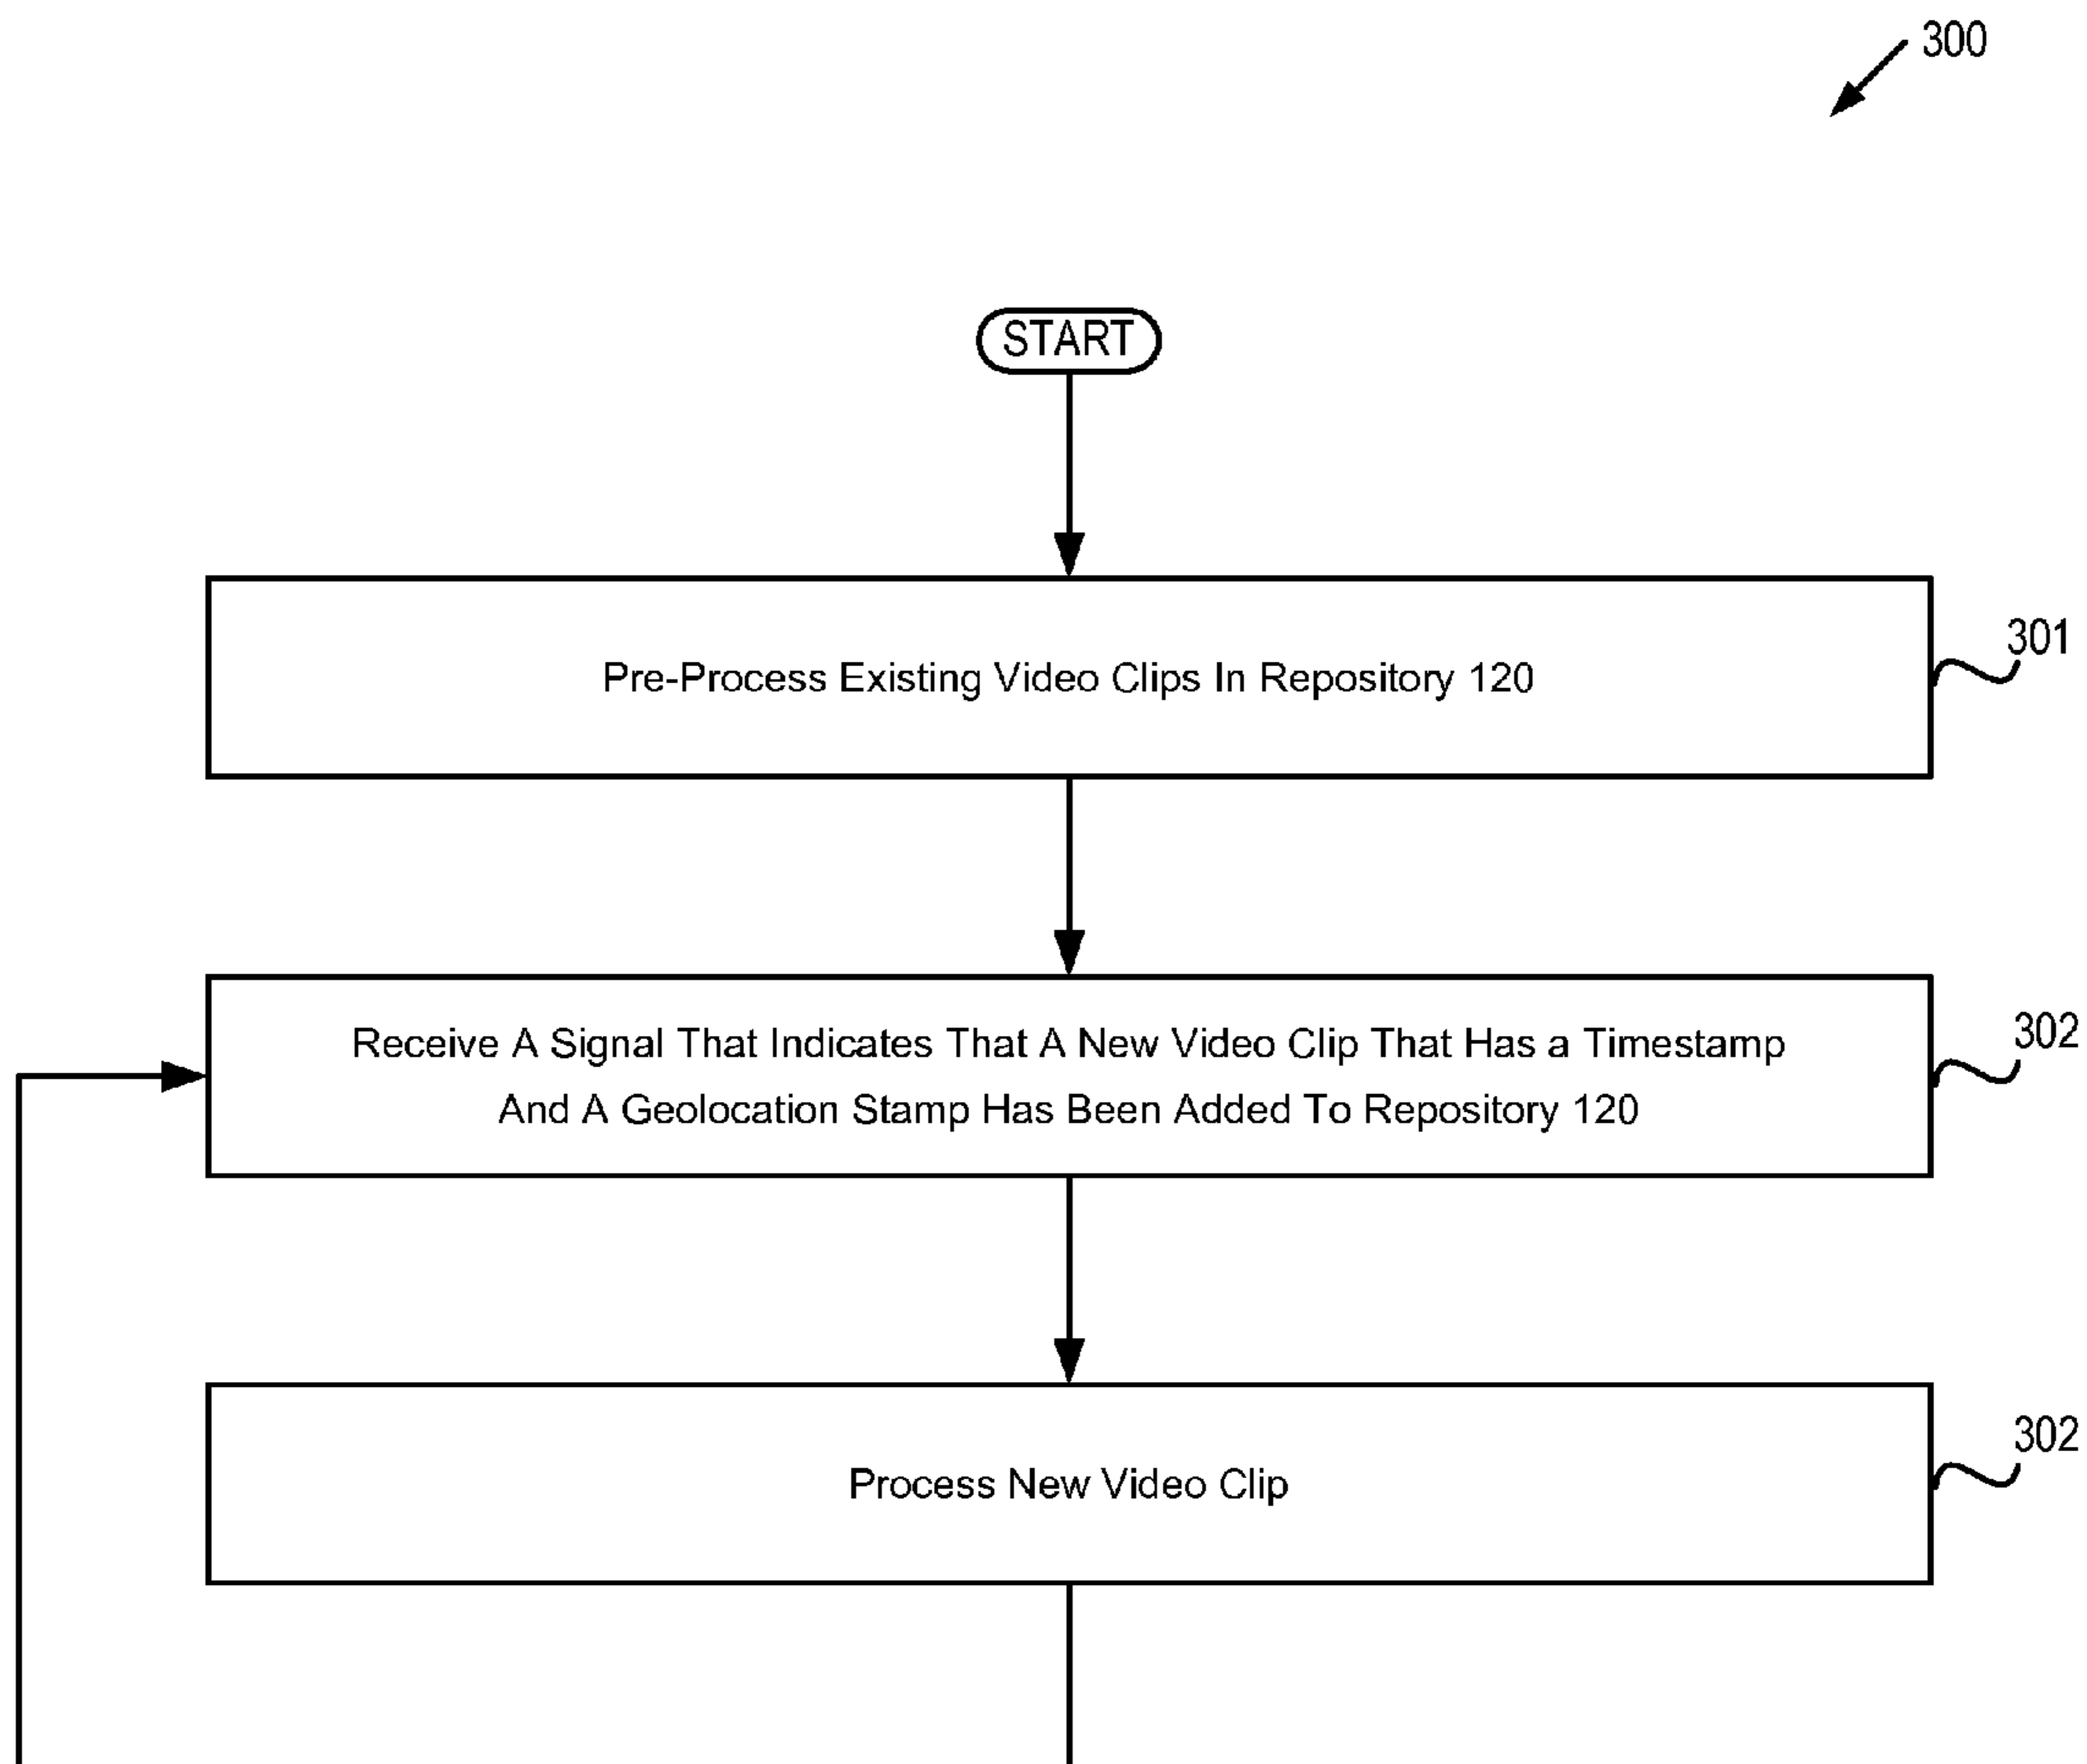 300
START
Pre-Process Existing Video Clips In Repository 120
301
Receive A Signal That Indicates That A New Video Clip That Has a Timestamp
And A Geolocation Stamp Has Been Added To Repository 120
302
Process New Video Clip
302